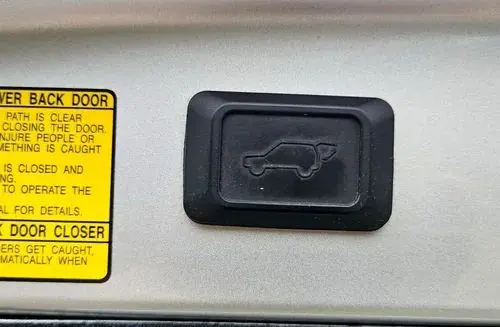 BACK DOOR
PATH IS CLEAR
CLOSING THE DOOR.
NJURE PEOPLE OR
METHING IS CAUGHT
IS CLOSED AND
NG.
TO OPERATE THE
AL FOR DETAILS.
DOOR CLOSER
ERS GET CAUGHT,
MATICALLY WHEN